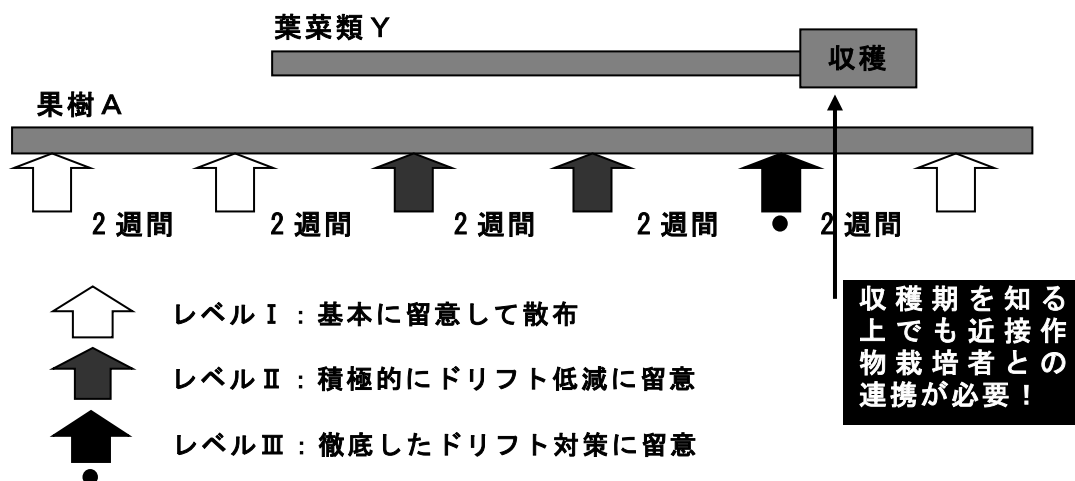 葉菜類Y
収穫
果樹A
2週間
2週間
2週間
2週間
2週間
レベルⅠ：基本に留意して散布
レベルⅡ：積極的にドリフト低減に留意
レベルⅢ：徹底したドリフト対策に留意
収穫期を知る
上でも近接作
物栽培者との
連携が必要！